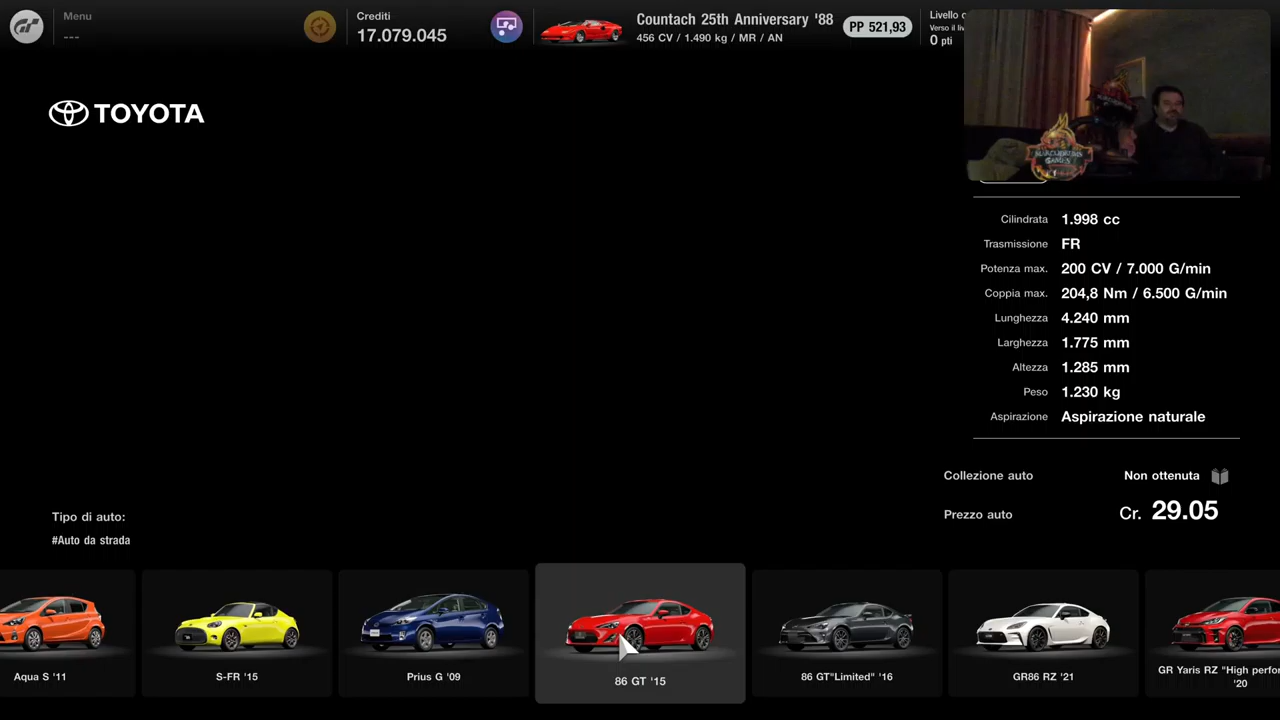 Menu
---
Crediti
17.079.045
Countach 25th Anniversary '88
456 CV / 1.490 kg / MR / AN
PP 521,93
Livello c
Verso il liv
0 pti
TOYOTA
Cilindrata 1.998 cc
Trasmissione FR
Potenza max. 200 CV / 7.000 G/min
Coppia max. 204,8 Nm / 6.500 G/min
Lunghezza 4.240 mm
Larghezza 1.775 mm
Altezza 1.285 mm
Peso 1.230 kg
Aspirazione Aspirazione naturale
Collezione auto Non ottenuta
Prezzo auto Cr. 29.05
Tipo di auto:
#Auto da strada
Aqua S '11
S-FR '15
Prius G '09
86 GT '15
86 GT"Limited" '16
GR86 RZ '21
GR Yaris RZ "High perfor
'20